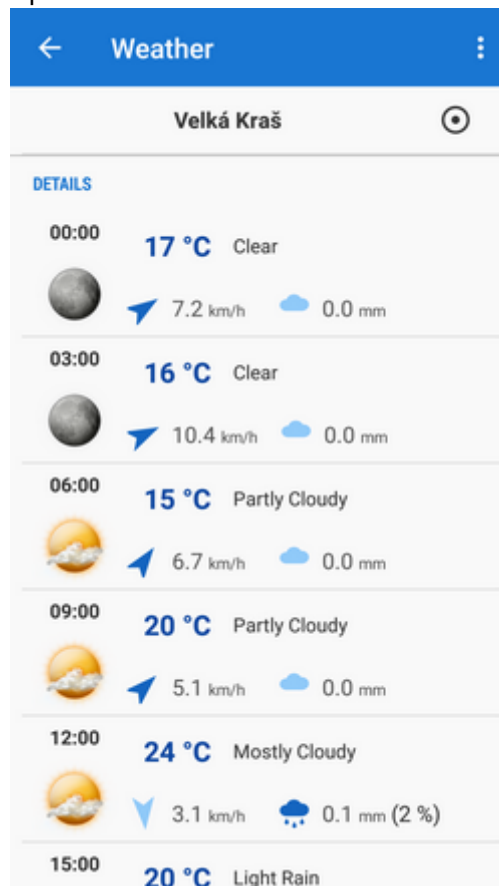 Weather
Velká Kraš
DETAILS
00:00
17 °C Clear
7.2 km/h 0.0 mm
03:00
16 °C Clear
10.4 km/h 0.0 mm
06:00
15 °C Partly Cloudy
6.7 km/h 0.0 mm
09:00
20 °C Partly Cloudy
5.1 km/h 0.0 mm
12:00
24 °C Mostly Cloudy
3.1 km/h 0.1 mm (2 %)
15:00
20 °C Light Rain